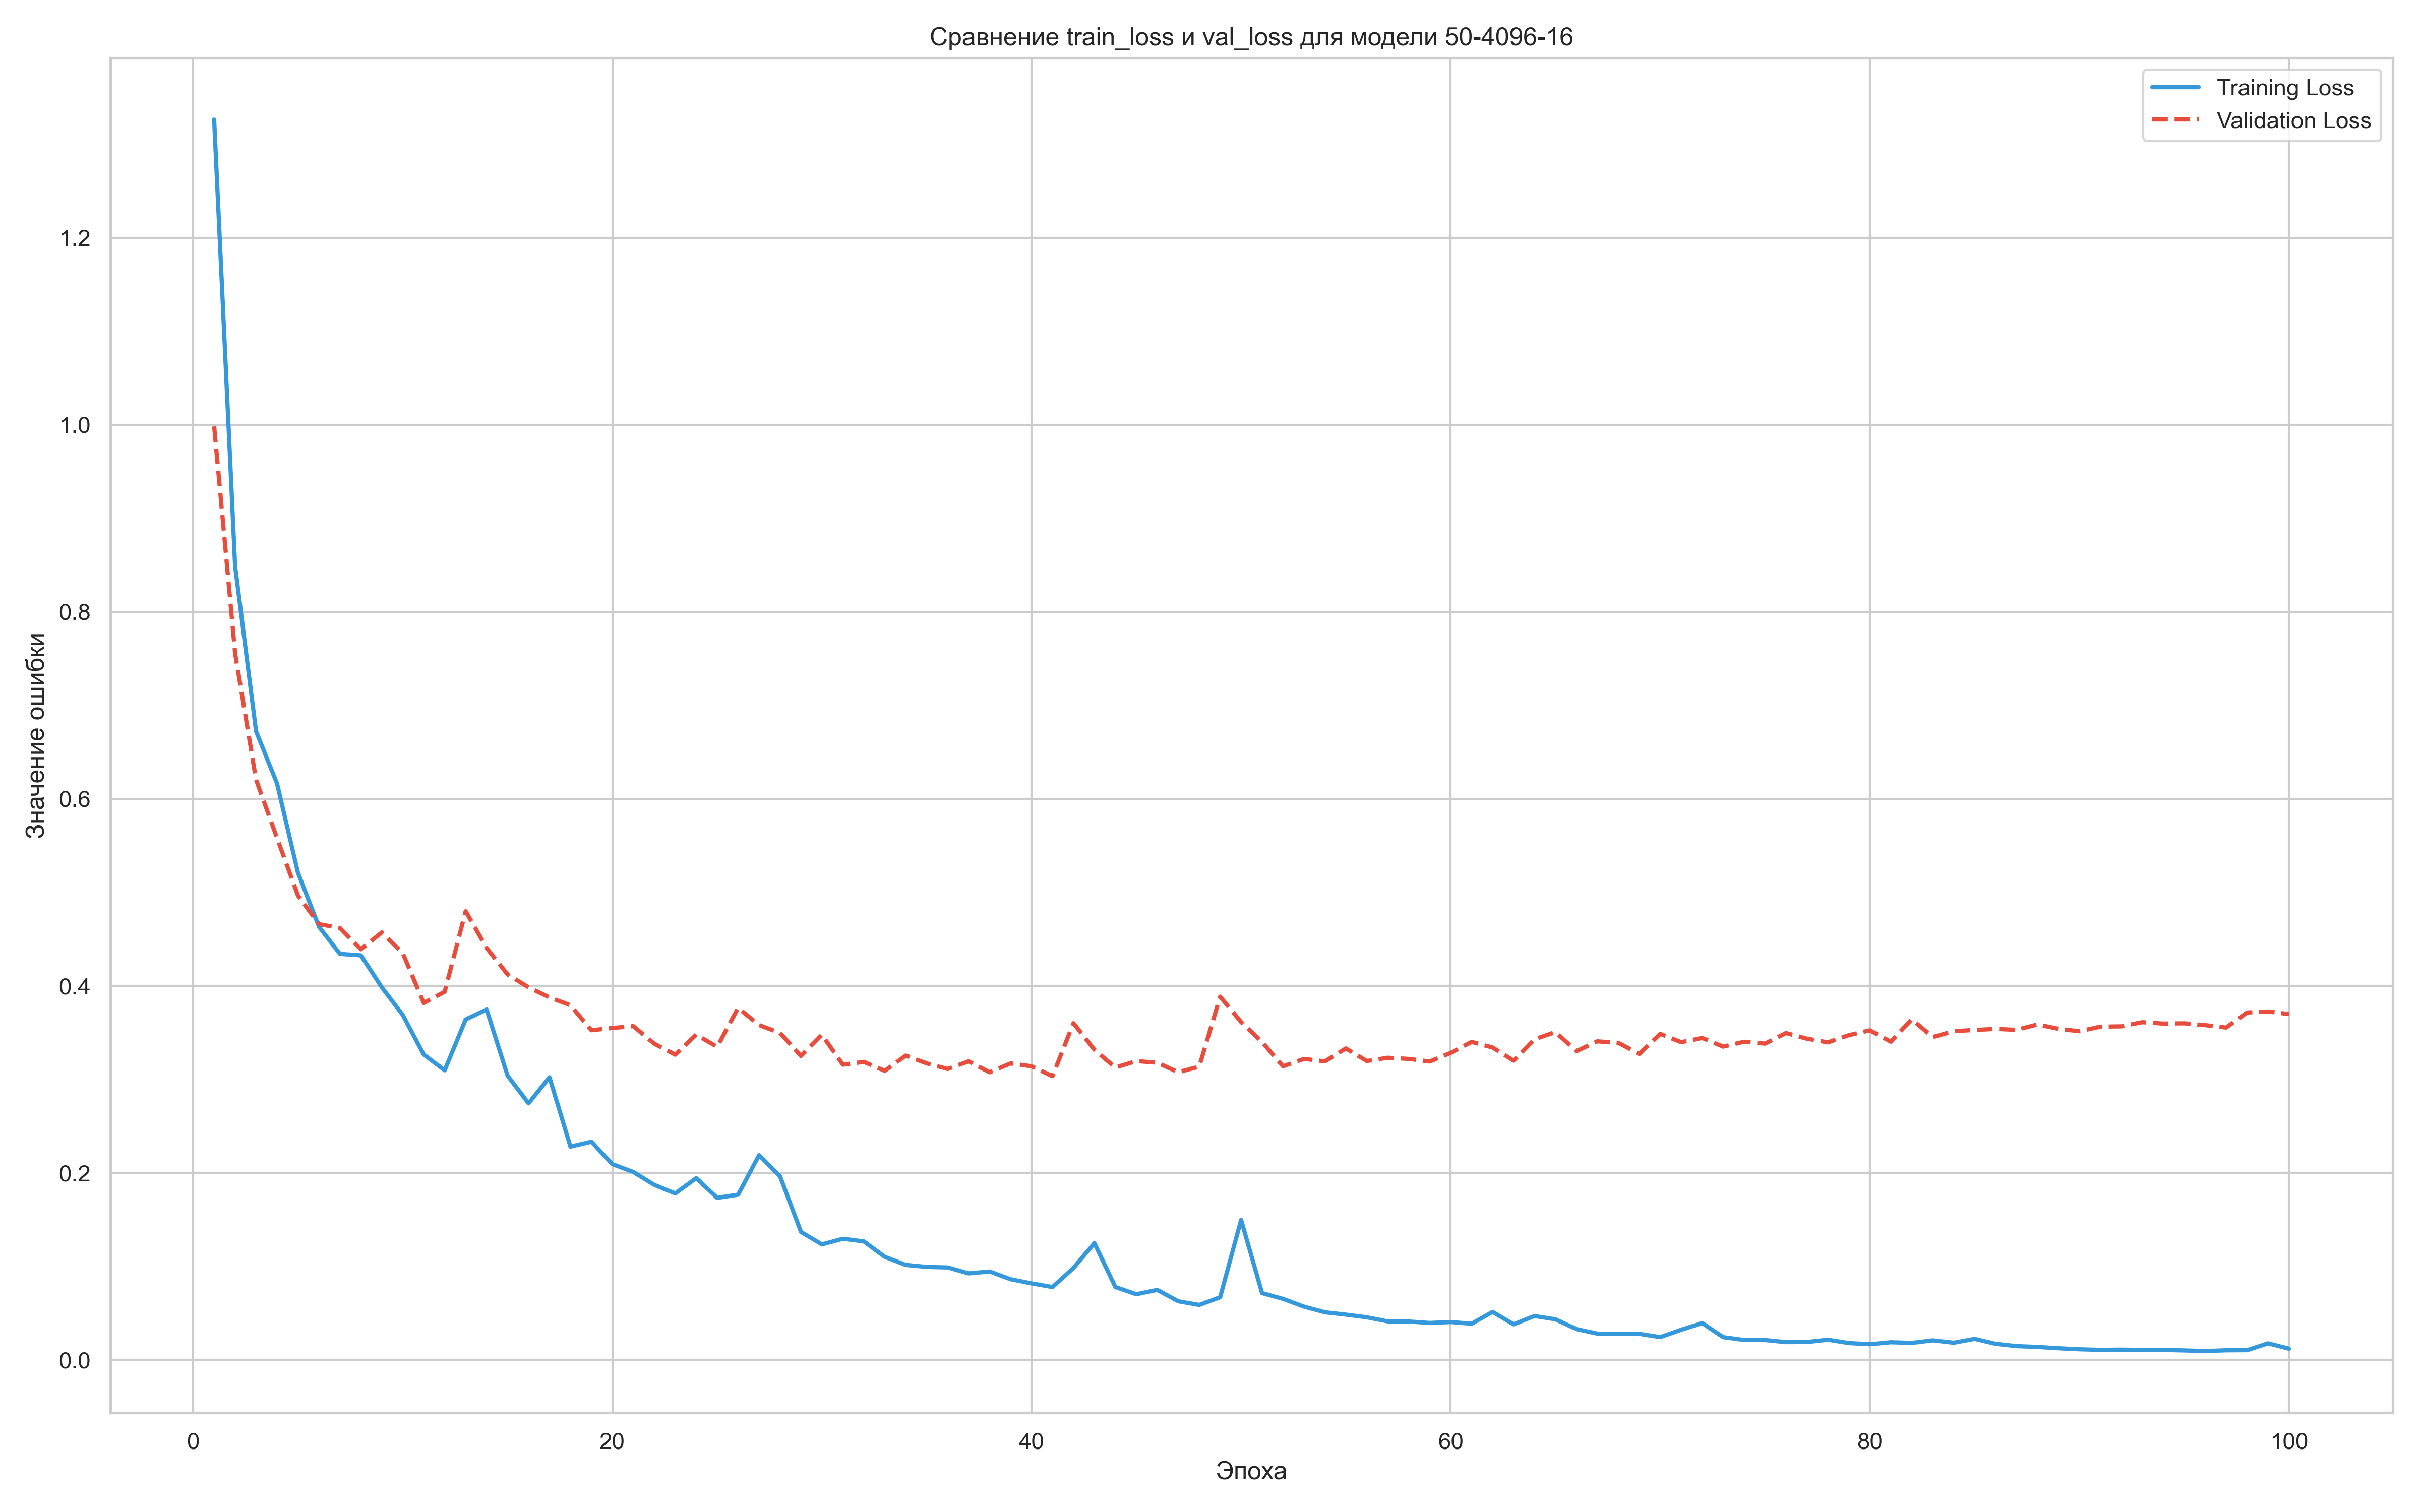 Сравнение train_loss и val_loss для модели 50-4096-16
Training Loss
Validation Loss
1.2
1.0
0.8
0.6
0.4
0.2
0.0
Значение ошибки
0 20 40 60 80 100
Эпоха